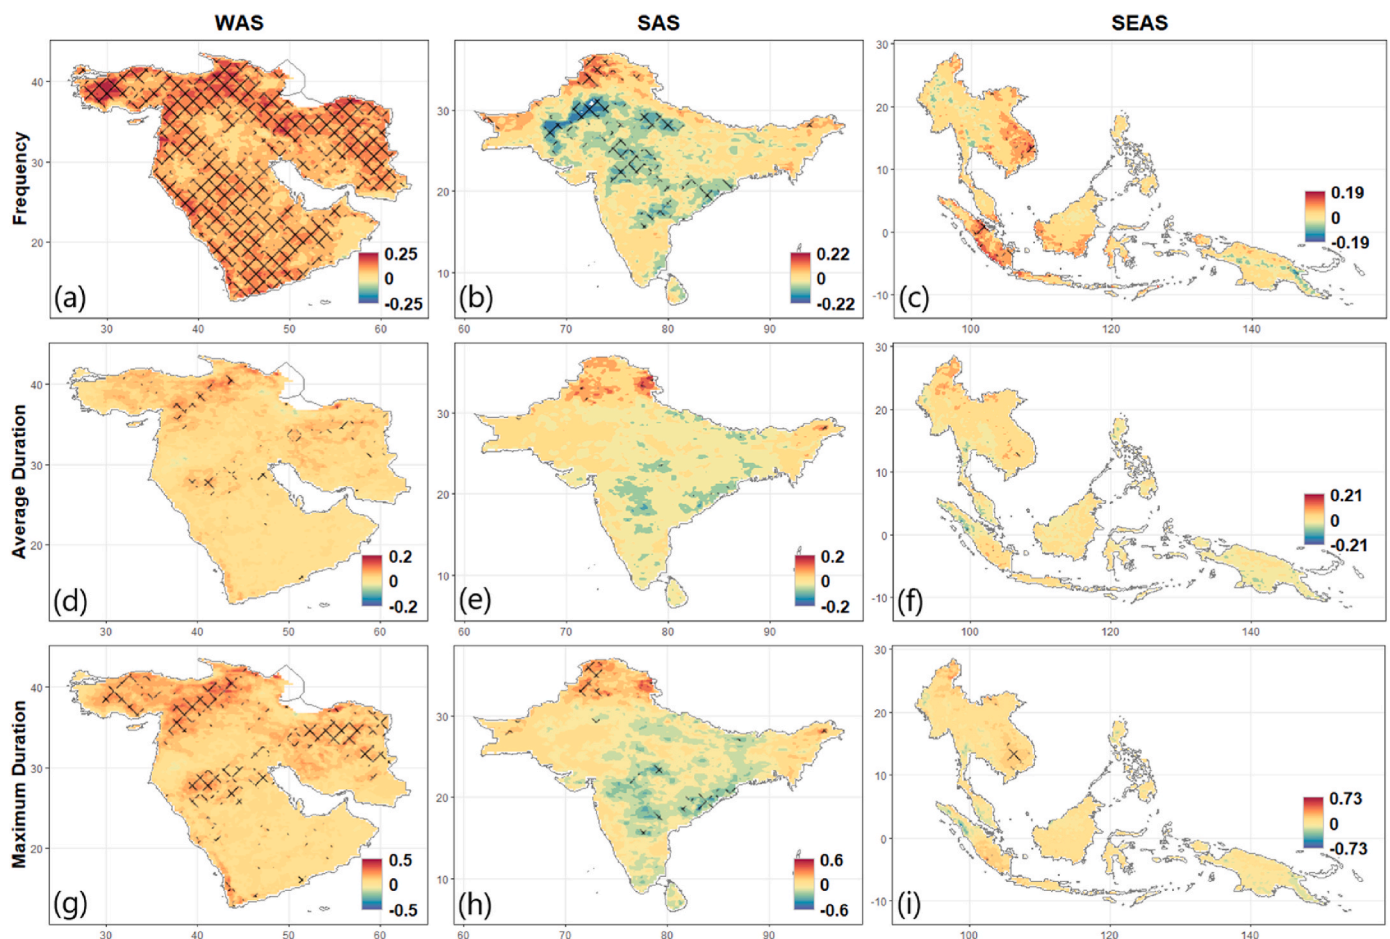 WAS SAS SEAS
Frequency
40
30
20
0.25
0
-0.25
(a)
30 40 50 60
30
20
10
0.22
0
-0.22
(b)
60 70 80 90
30
20
10
0
-10
0.19
0
-0.19
(c)
100 120 140
Average Duration
40
30
20
0.2
0
-0.2
(d)
30 40 50 60
30
20
10
0.2
0
-0.2
(e)
60 70 80 90
30
20
10
0
-10
0.21
0
-0.21
(f)
100 120 140
Maximum Duration
40
30
20
0.5
0
-0.5
(g)
30 40 50 60
30
20
10
0.6
0
-0.6
(h)
60 70 80 90
30
20
10
0
-10
0.73
0
-0.73
(i)
100 120 140